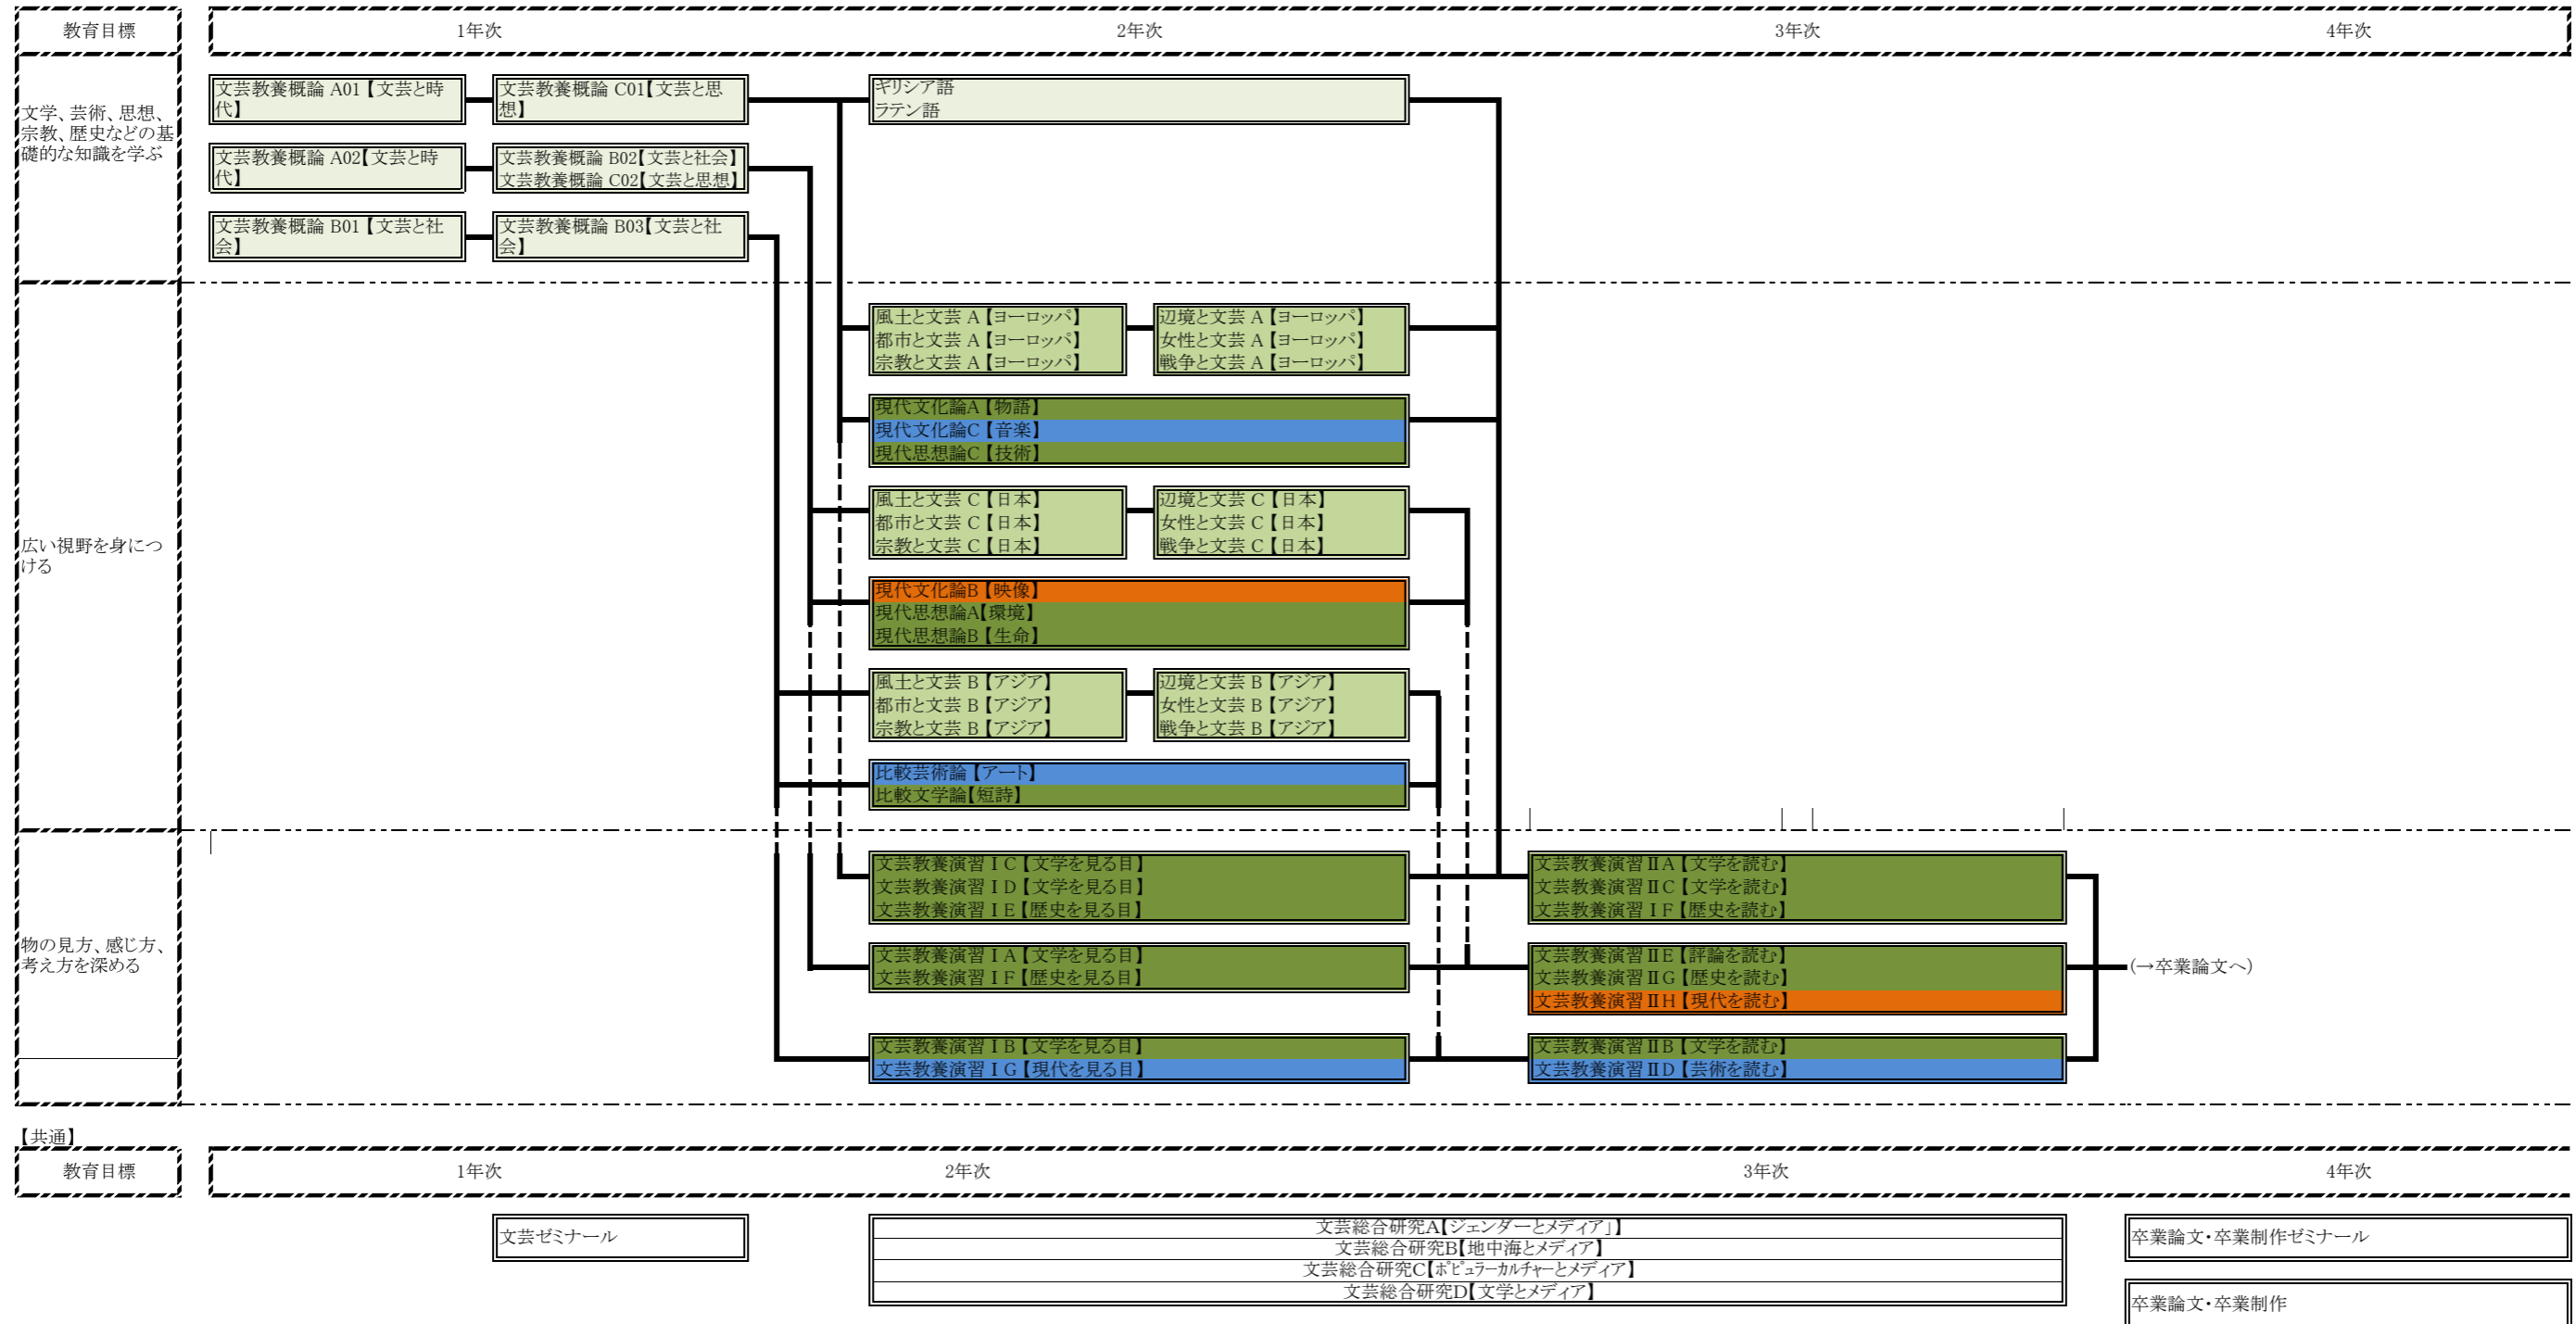 教育目標
1年次
2年次
3年次
4年次
文学、芸術、思想、
宗教、歴史などの基
礎的な知識を学ぶ
文芸教養概論 A01【文芸と時
代】
文芸教養概論 C01【文芸と思
想】
ギリシア語
ラテン語
文芸教養概論 A02【文芸と時
代】
文芸教養概論 B02【文芸と社会】
文芸教養概論 C02【文芸と思想】
文芸教養概論 B01【文芸と社
会】
文芸教養概論 B03【文芸と社
会】
広い視野を身につ
ける
風土と文芸 A【ヨーロッパ】
都市と文芸 A【ヨーロッパ】
宗教と文芸 A【ヨーロッパ】
辺境と文芸 A【ヨーロッパ】
女性と文芸 A【ヨーロッパ】
戦争と文芸 A【ヨーロッパ】
現代文化論A【物語】
現代文化論C【音楽】
現代思想論C【技術】
風土と文芸 C【日本】
都市と文芸 C【日本】
宗教と文芸 C【日本】
辺境と文芸 C【日本】
女性と文芸 C【日本】
戦争と文芸 C【日本】
現代文化論B【映像】
現代思想論A【環境】
現代思想論B【生命】
風土と文芸 B【アジア】
都市と文芸 B【アジア】
宗教と文芸 B【アジア】
辺境と文芸 B【アジア】
女性と文芸 B【アジア】
戦争と文芸 B【アジア】
比較芸術論【アート】
比較文学論【短詩】
物の見方、感じ方、
考え方を深める
文芸教養演習ⅠC【文学を見る目】
文芸教養演習ⅠD【文学を見る目】
文芸教養演習ⅠE【歴史を見る目】
文芸教養演習ⅡA【文学を読む】
文芸教養演習ⅡC【文学を読む】
文芸教養演習ⅠF【歴史を読む】
文芸教養演習ⅠA【文学を見る目】
文芸教養演習ⅠF【歴史を見る目】
文芸教養演習ⅡE【評論を読む】
文芸教養演習ⅡG【歴史を読む】
文芸教養演習ⅡH【現代を読む】
(→卒業論文へ)
文芸教養演習ⅠB【文学を見る目】
文芸教養演習ⅠG【現代を見る目】
文芸教養演習ⅡB【文学を読む】
文芸教養演習ⅡD【芸術を読む】
【共通】
教育目標
1年次
2年次
3年次
4年次
文芸ゼミナール
文芸総合研究A【ジェンダーとメディア」】
文芸総合研究B【地中海とメディア】
文芸総合研究C【ポピュラーカルチャーとメディア】
文芸総合研究D【文学とメディア】
卒業論文・卒業制作ゼミナール
卒業論文・卒業制作